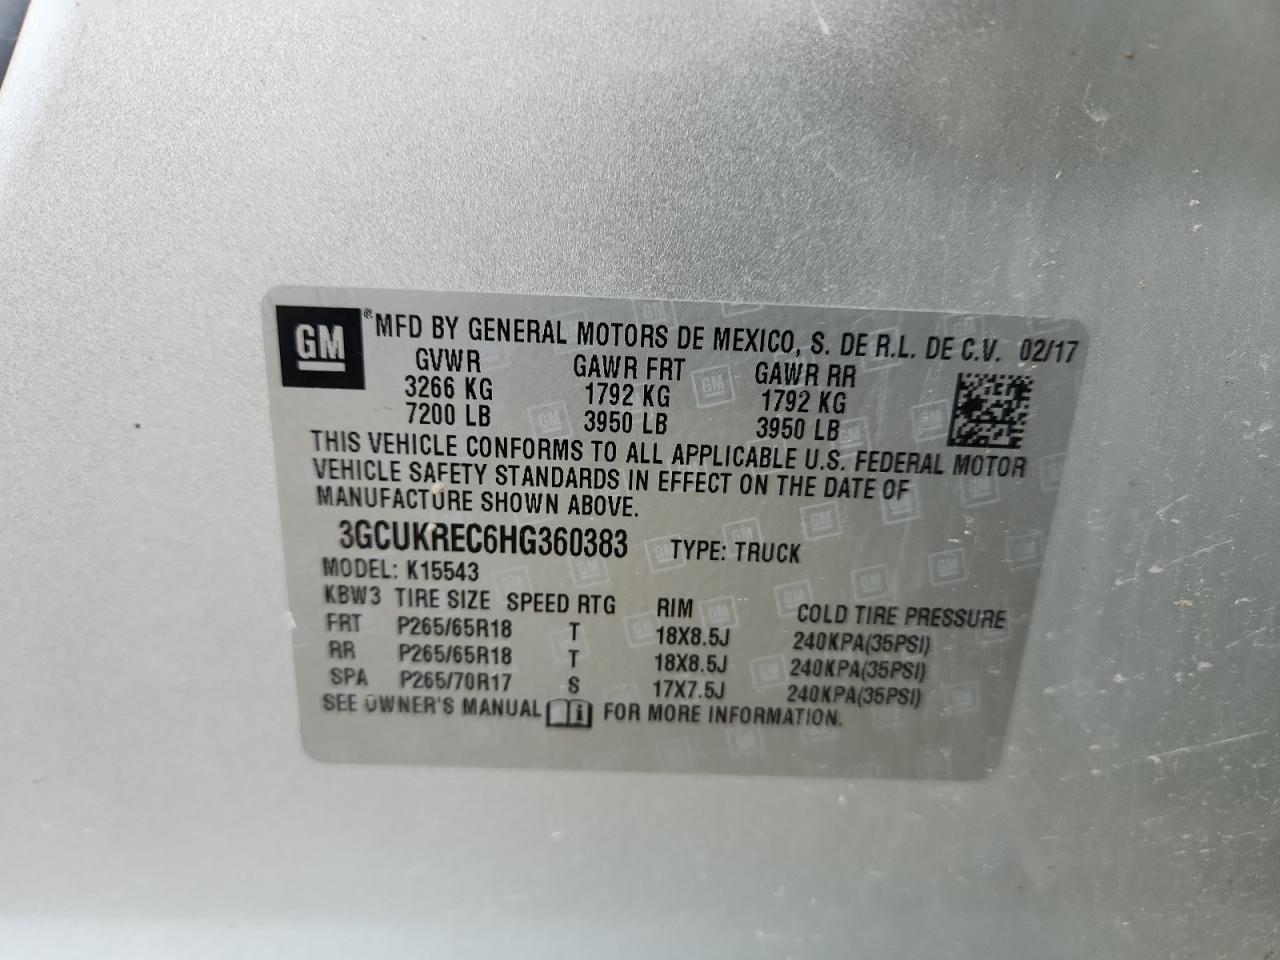 GM ® MFD BY GENERAL MOTORS DE MEXICO, S. DE R.L. DE C.V. 02/17
GVWR GAWR FRT GAWR RR
3266 KG 1792 KG 1792 KG
7200 LB 3950 LB 3950 LB
THIS VEHICLE CONFORMS TO ALL APPLICABLE U.S. FEDERAL MOTOR
VEHICLE SAFETY STANDARDS IN EFFECT ON THE DATE OF
MANUFACTURE SHOWN ABOVE.
3GCUKREC6HG360383 TYPE: TRUCK
MODEL: K15543
KBW3 TIRE SIZE SPEED RTG RIM COLD TIRE PRESSURE
FRT P265/65R18 T 18X8.5J 240KPA(35PSI)
RR P265/65R18 T 18X8.5J 240KPA(35PSI)
SPA P265/70R17 S 17X7.5J 240KPA(35PSI)
SEE OWNER'S MANUAL i FOR MORE INFORMATION.